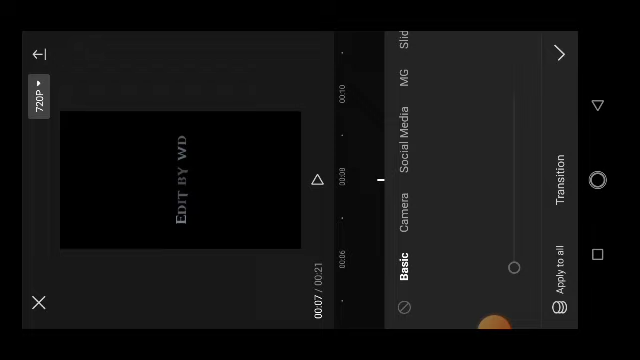 720P
EDIT BY WD
00:07 / 00:21
00:06
00:08
00:10
Basic
Camera
Social Media
MG
Slid
Apply to all
Transition